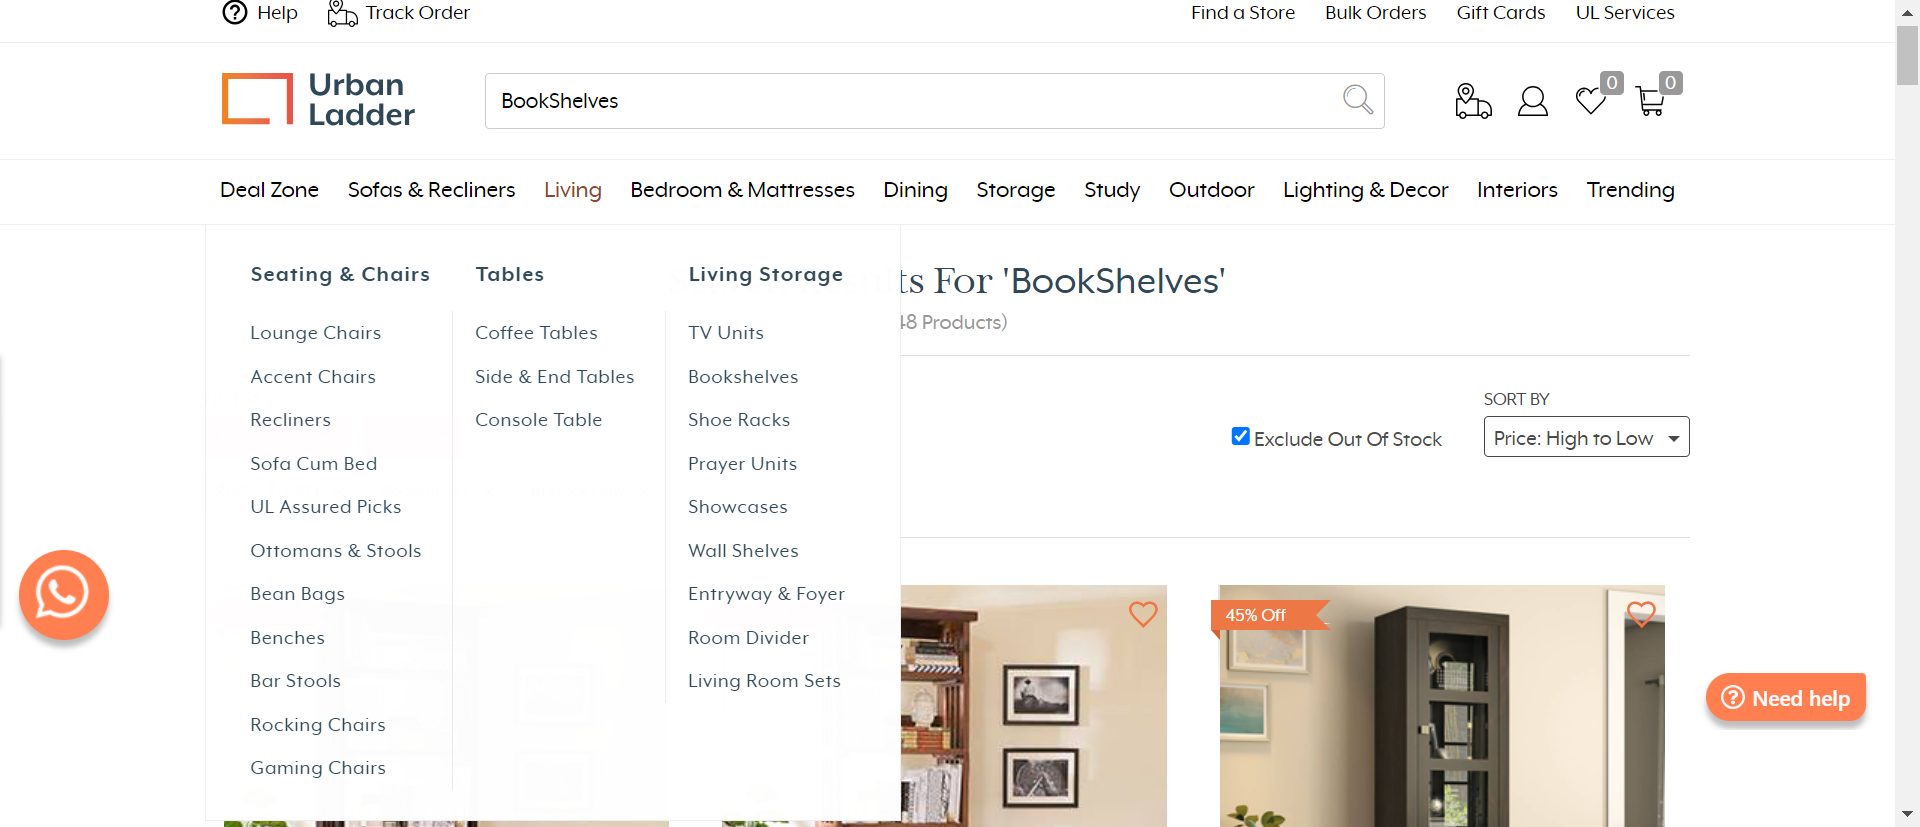 Help
Track Order
Find a Store
Bulk Orders
Gift Cards
UL Services
Urban
Ladder
BookShelves
0
0
Deal Zone
Sofas & Recliners
Living
Bedroom & Mattresses
Dining
Storage
Study
Outdoor
Lighting & Decor
Interiors
Trending
Seating & Chairs
Lounge Chairs
Accent Chairs
Recliners
Sofa Cum Bed
UL Assured Picks
Ottomans & Stools
Bean Bags
Benches
Bar Stools
Rocking Chairs
Gaming Chairs
Tables
Coffee Tables
Side & End Tables
Console Table
Living Storage
TV Units
Bookshelves
Shoe Racks
Prayer Units
Showcases
Wall Shelves
Entryway & Foyer
Room Divider
Living Room Sets
ts For 'BookShelves'
48 Products)
Exclude Out Of Stock
SORT BY
Price: High to Low
45% Off
Need help